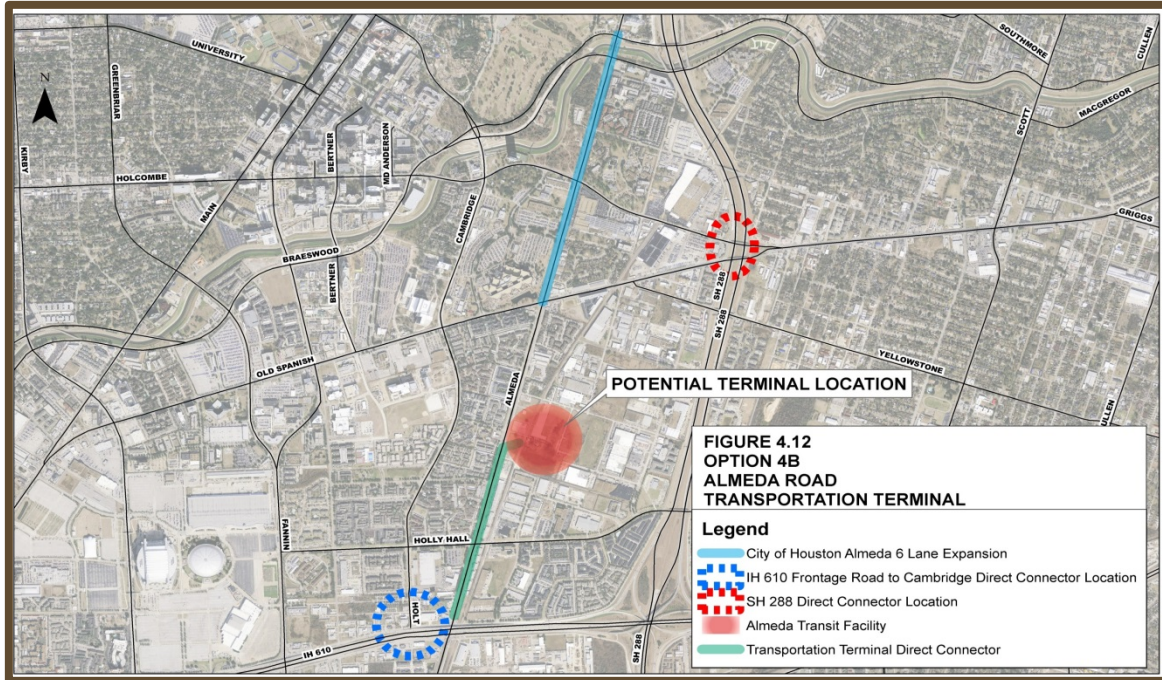 UNIVERSITY
SOUTHMORE
CULLEN
GREENBRIAR
N
MACGREGOR
SCOTT
KIRBY
BERTNER
MD ANDERSON
HOLCOMBE
MAIN
CAMBRIDGE
GRIGGS
BRAESWOOD
BERTNER
SH 288
SH 288
OLD SPANISH
YELLOWSTONE
ALMEDA
POTENTIAL TERMINAL LOCATION
CULLEN
FANNIN
HOLLY HALL
HOLT
IH 610
SH 288
FIGURE 4.12
OPTION 4B
ALMEDA ROAD
TRANSPORTATION TERMINAL
Legend
City of Houston Almeda 6 Lane Expansion
IH 610 Frontage Road to Cambridge Direct Connector Location
SH 288 Direct Connector Location
Almeda Transit Facility
Transportation Terminal Direct Connector